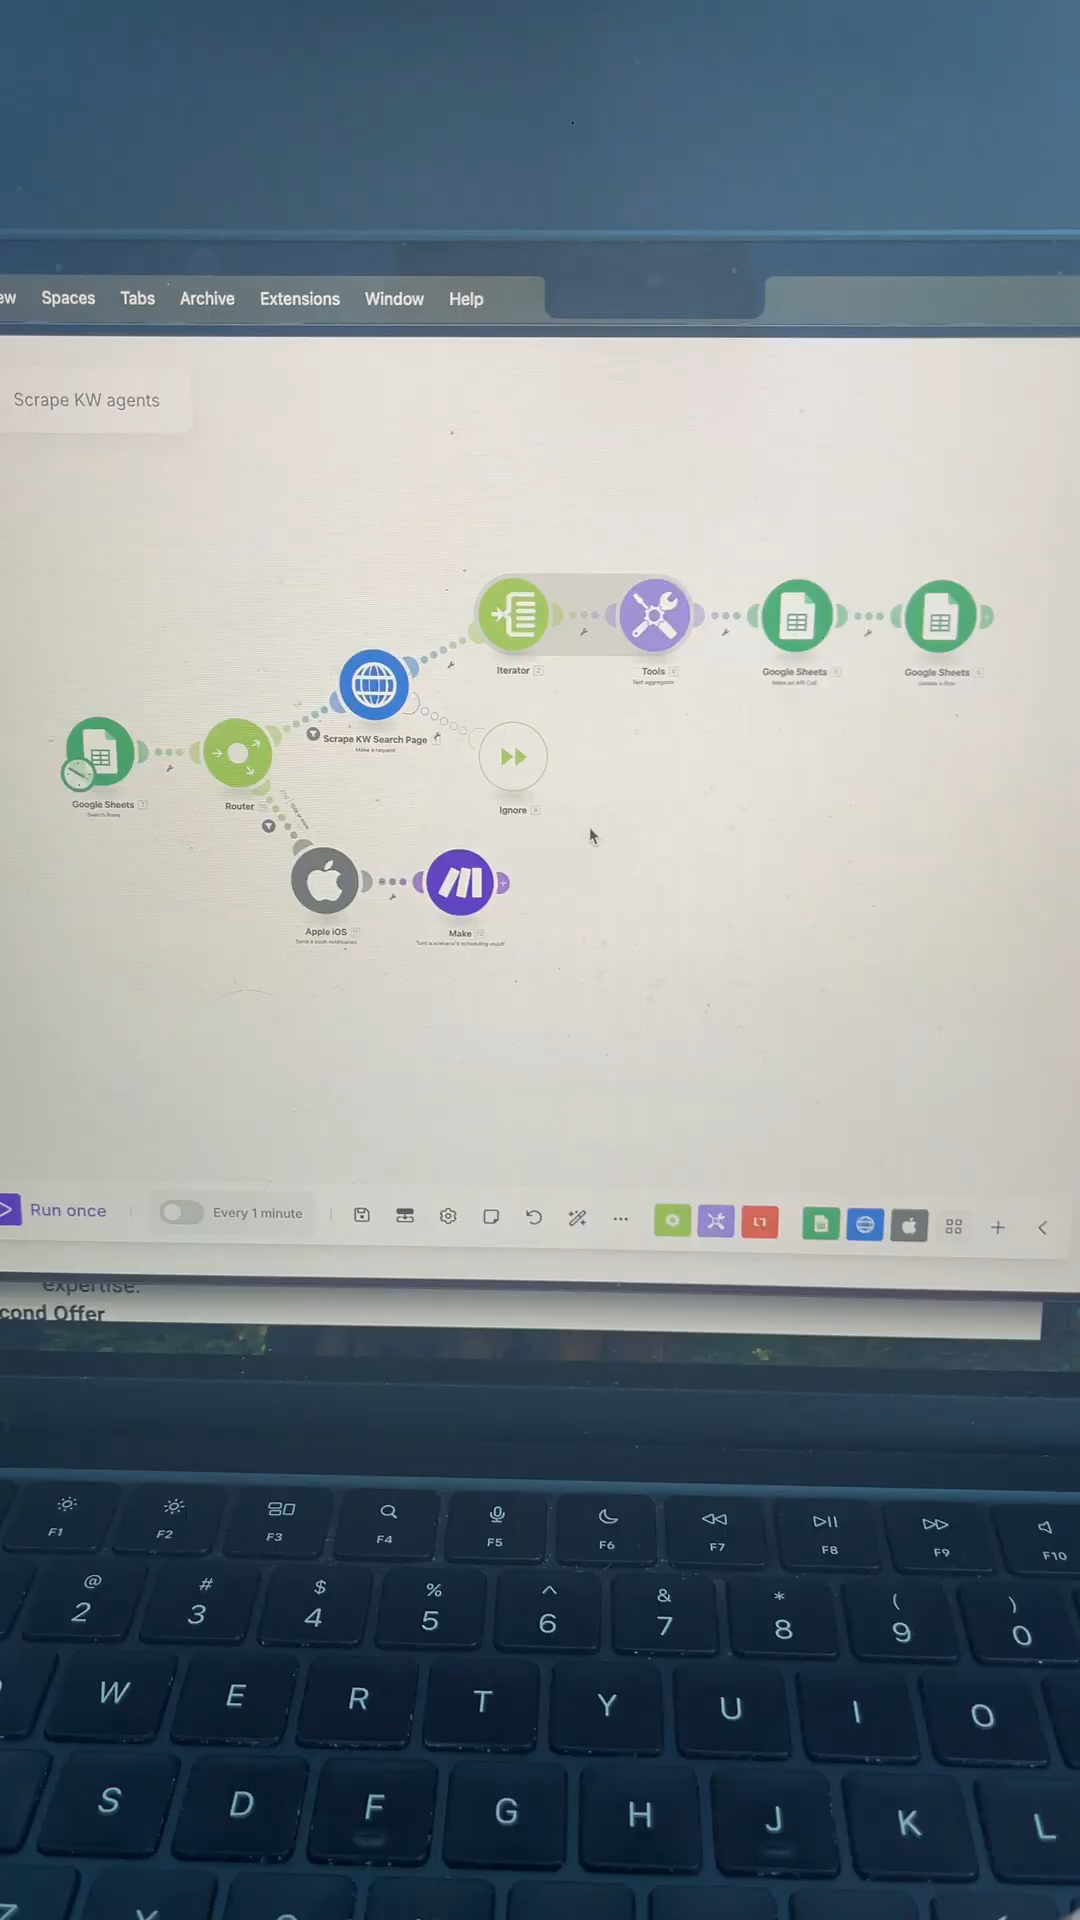 Spaces Tabs Archive Extensions Window Help
Scrape KW agents
Iterator
Tools
Text aggregator
Google Sheets
Make an API Call
Google Sheets
Update a Row
Scrape KW Search Page
Make a request
Google Sheets
Search Rows
Router
Ignore
Apple iOS
Send a push notification
Make
Turn a scenario's scheduling on/off
Run once
Every 1 minute
expertise.
cond Offer
F1 F2 F3 F4 F5 F6 F7 F8 F9 F10
@ # $ % ^ & * ( )
2 3 4 5 6 7 8 9 0
W E R T Y U I O
S D F G H J K L